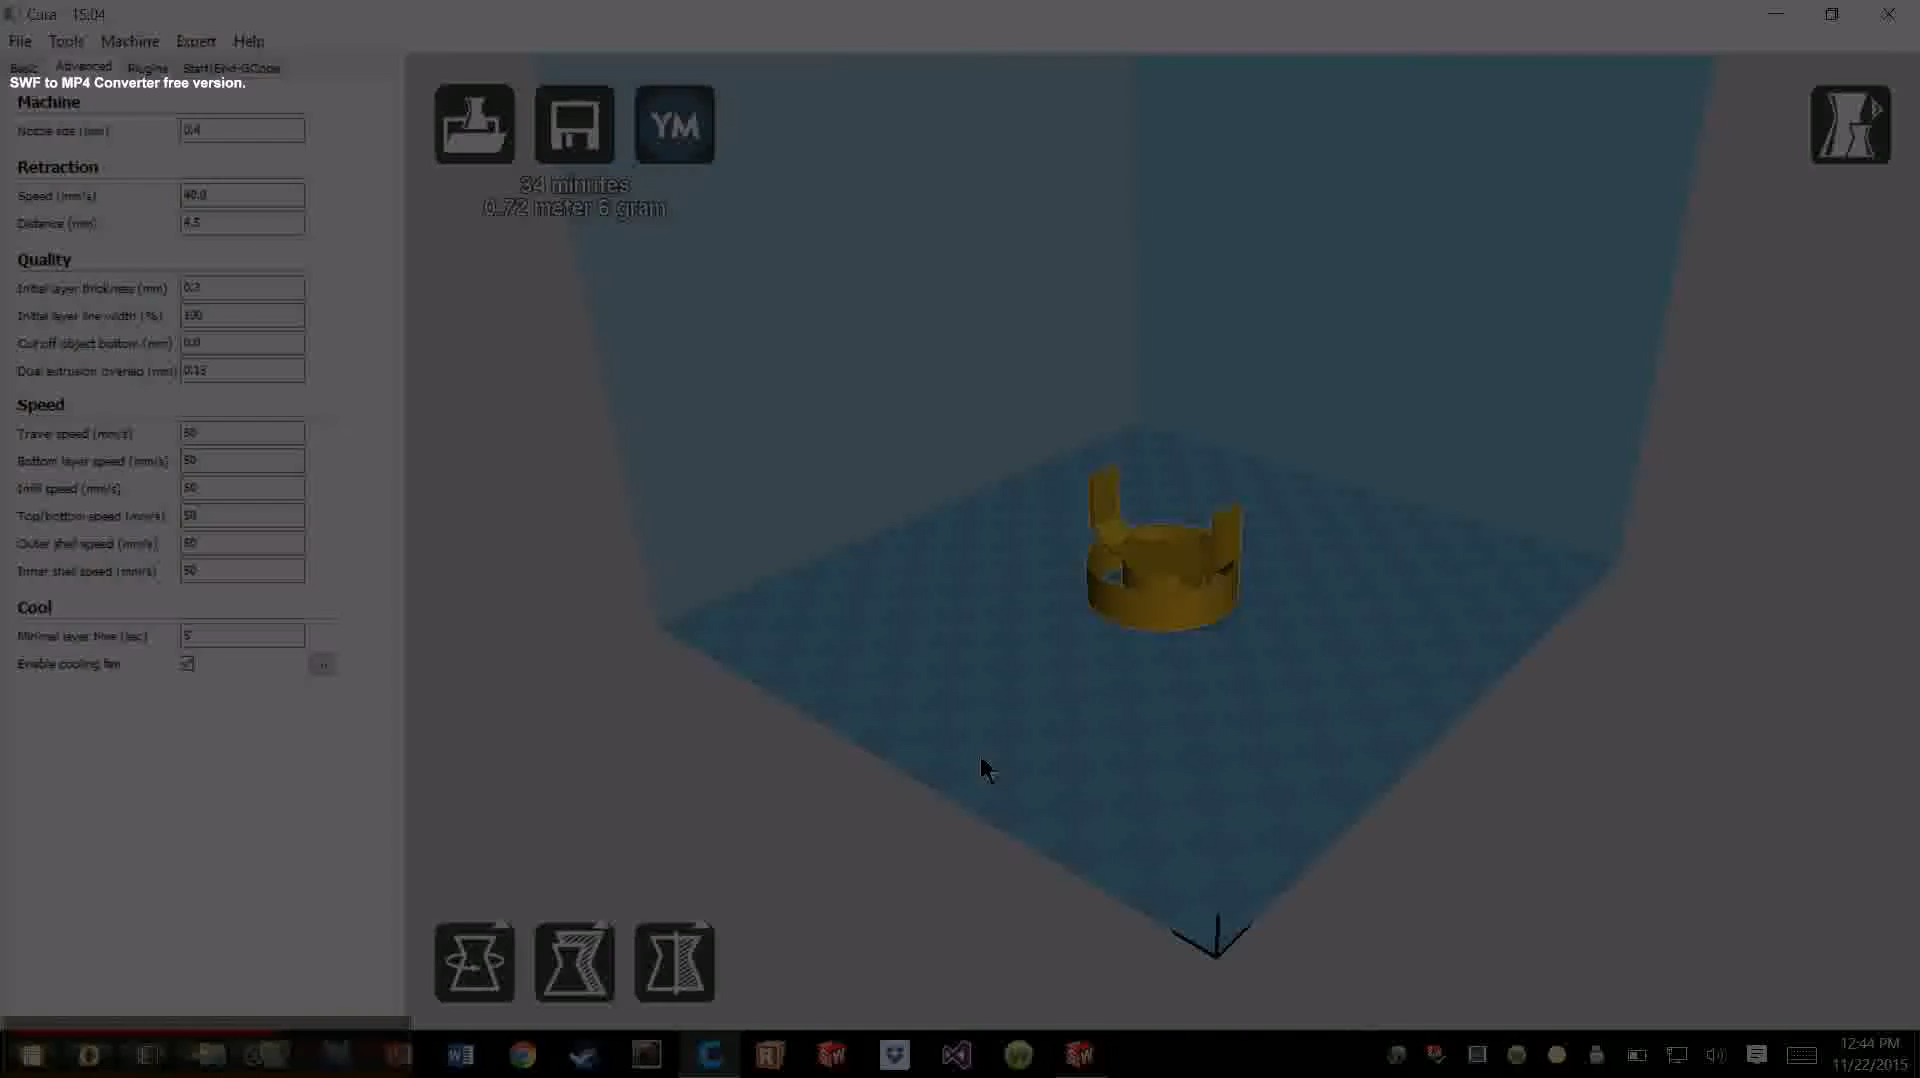 Cura - 15.04
File Tools Machine Expert Help
Basic Advanced Plugins Start/End-GCode
SWF to MP4 Converter free version.
Machine
Nozzle size (mm) 0.4
Retraction
Speed (mm/s) 40.0
Distance (mm) 4.5
Quality
Initial layer thickness (mm) 0.3
Initial layer line width (%) 100
Cut off object bottom (mm) 0.0
Dual extrusion overlap (mm) 0.15
Speed
Travel speed (mm/s) 50
Bottom layer speed (mm/s) 50
Infill speed (mm/s) 50
Top/bottom speed (mm/s) 50
Outer shell speed (mm/s) 50
Inner shell speed (mm/s) 50
Cool
Minimal layer time (sec) 5
Enable cooling fan
YM
34 minutes
0.72 meter 6 gram
12:44 PM
11/22/2015